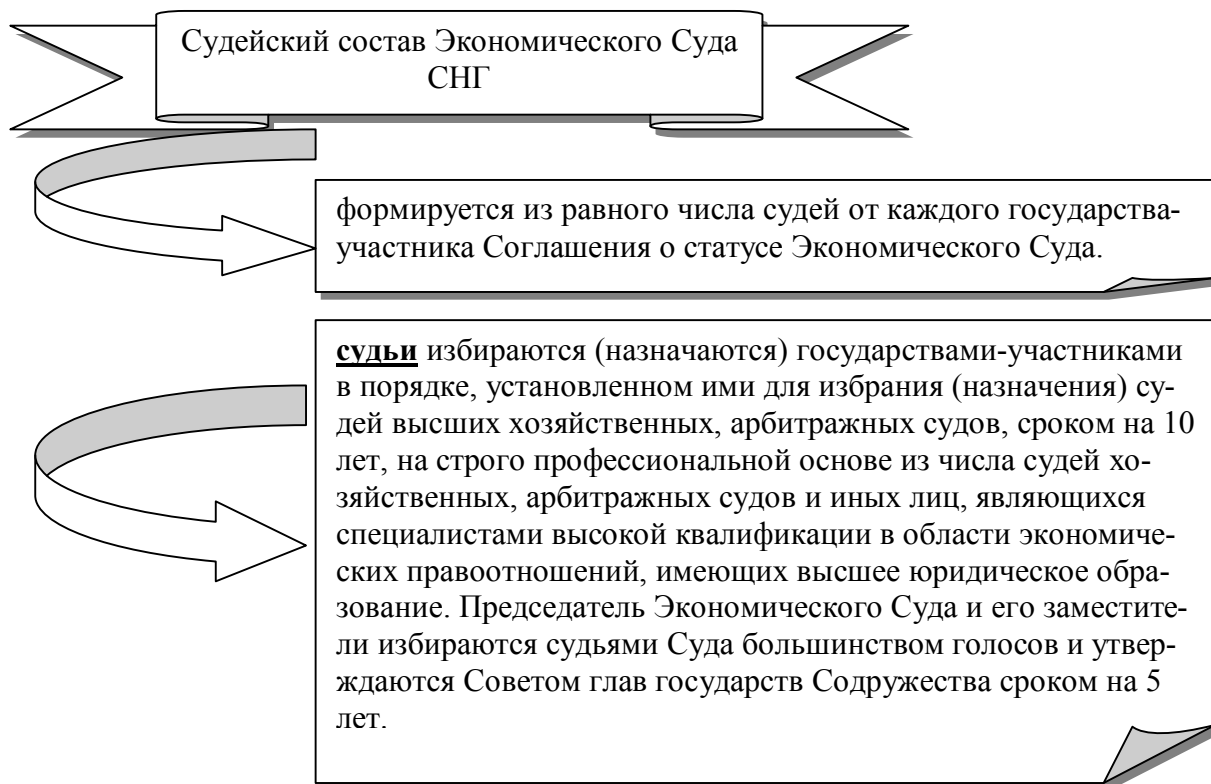 Судейский состав Экономического Суда
СНГ
формируется из равного числа судей от каждого государства-
участника Соглашения о статусе Экономического Суда.
судьи избираются (назначаются) государствами-участниками
в порядке, установленном ими для избрания (назначения) су-
дей высших хозяйственных, арбитражных судов, сроком на 10
лет, на строго профессиональной основе из числа судей хо-
зяйственных, арбитражных судов и иных лиц, являющихся
специалистами высокой квалификации в области экономиче-
ских правоотношений, имеющих высшее юридическое обра-
зование. Председатель Экономического Суда и его заместите-
ли избираются судьями Суда большинством голосов и утвер-
ждаются Советом глав государств Содружества сроком на 5
лет.